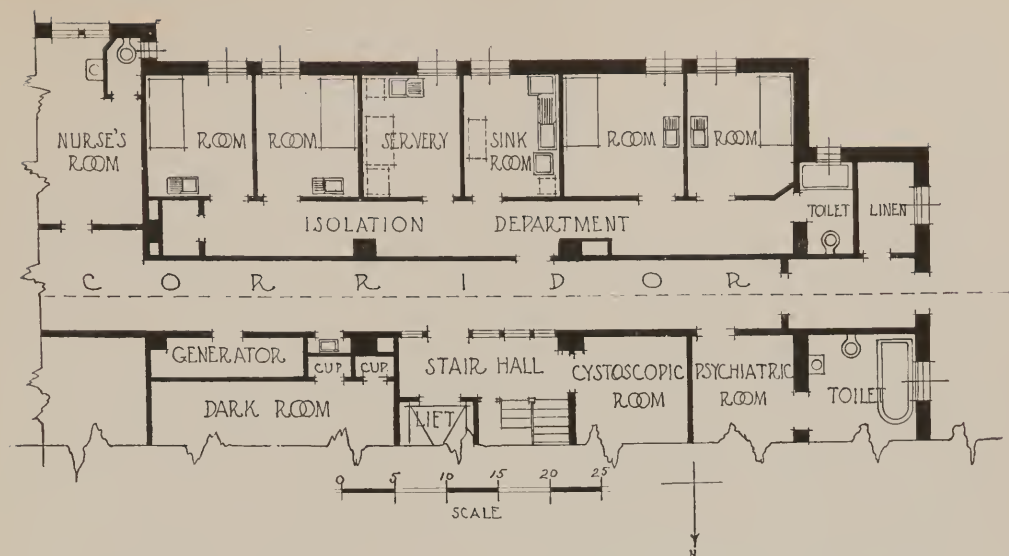 NURSE'S
ROOM
C
ROOM
ROOM
SERVERY
SINK
ROOM
ROOM
ROOM
TOILET
LINEN
ISOLATION DEPARTMENT
CORRIDOR
GENERATOR
CUP.
CUP.
DARK ROOM
STAIR HALL
LIFT
CYSTOSCOPIC
ROOM
PSYCHIATRIC
ROOM
TOILET
0 5 10 15 20 25
SCALE
N